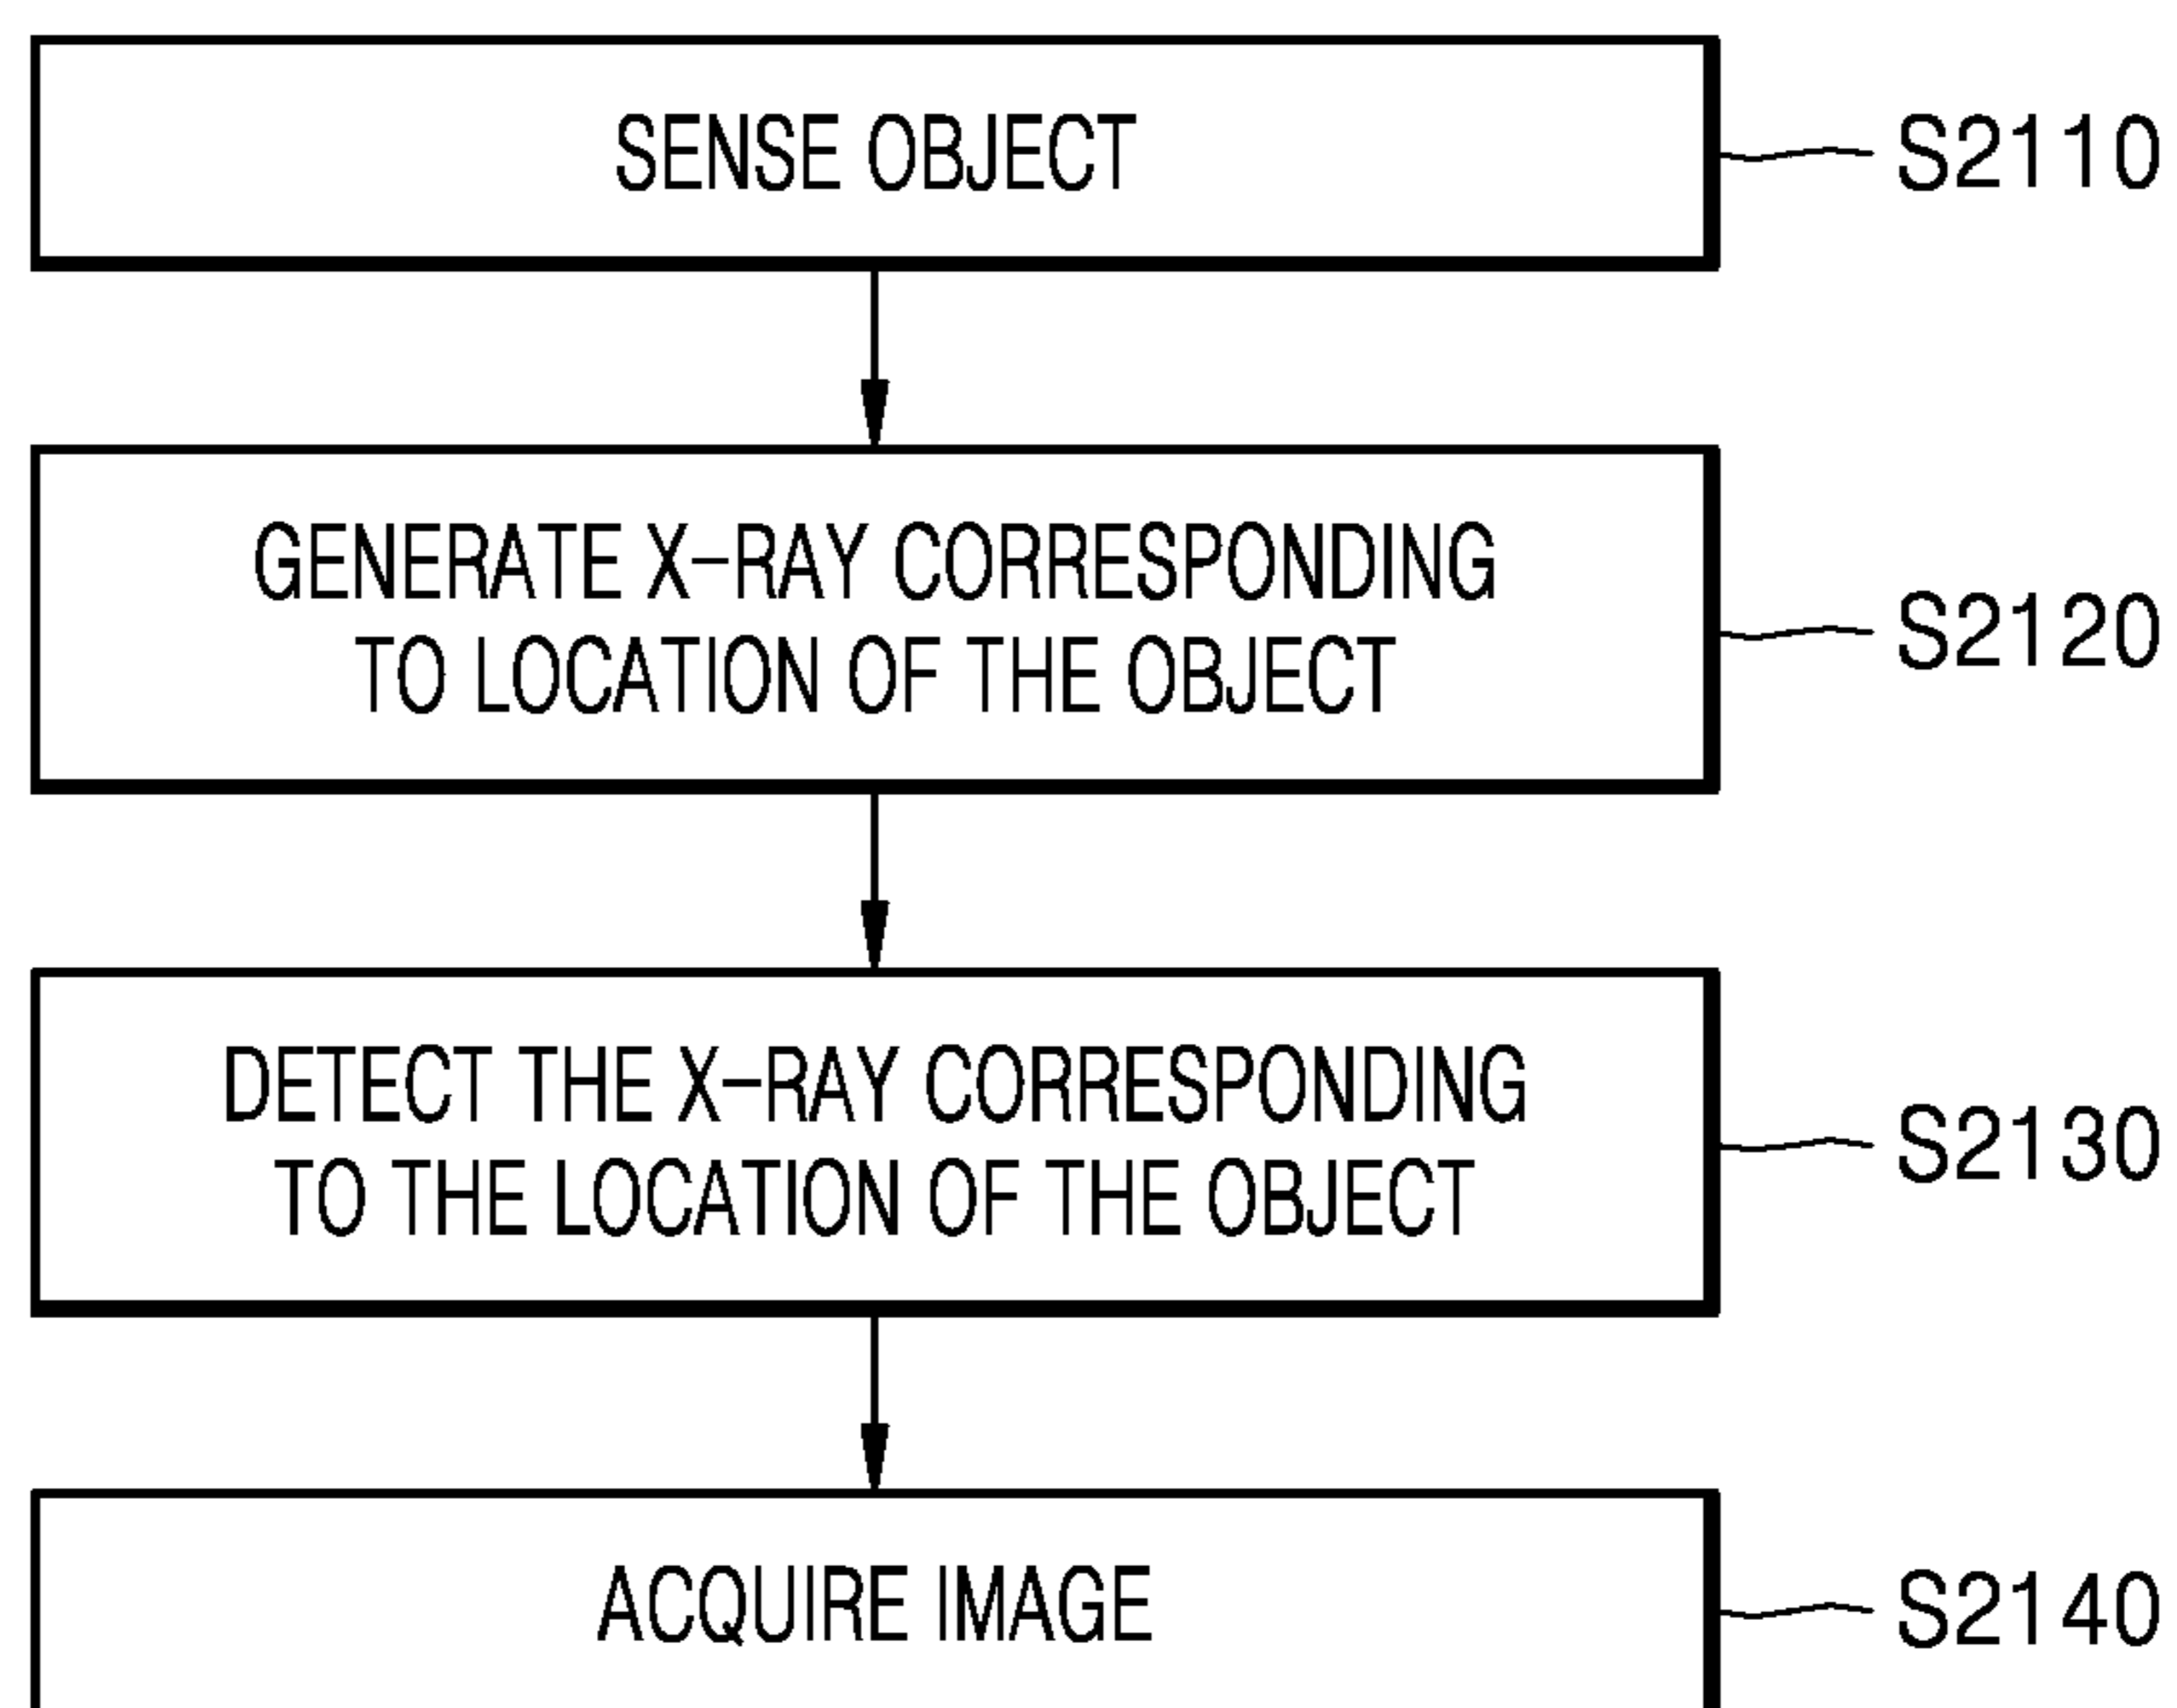 SENSE OBJECT
S2110
GENERATE X-RAY CORRESPONDING
TO LOCATION OF THE OBJECT
S2120
DETECT THE X-RAY CORRESPONDING
TO THE LOCATION OF THE OBJECT
S2130
ACQUIRE IMAGE
S2140